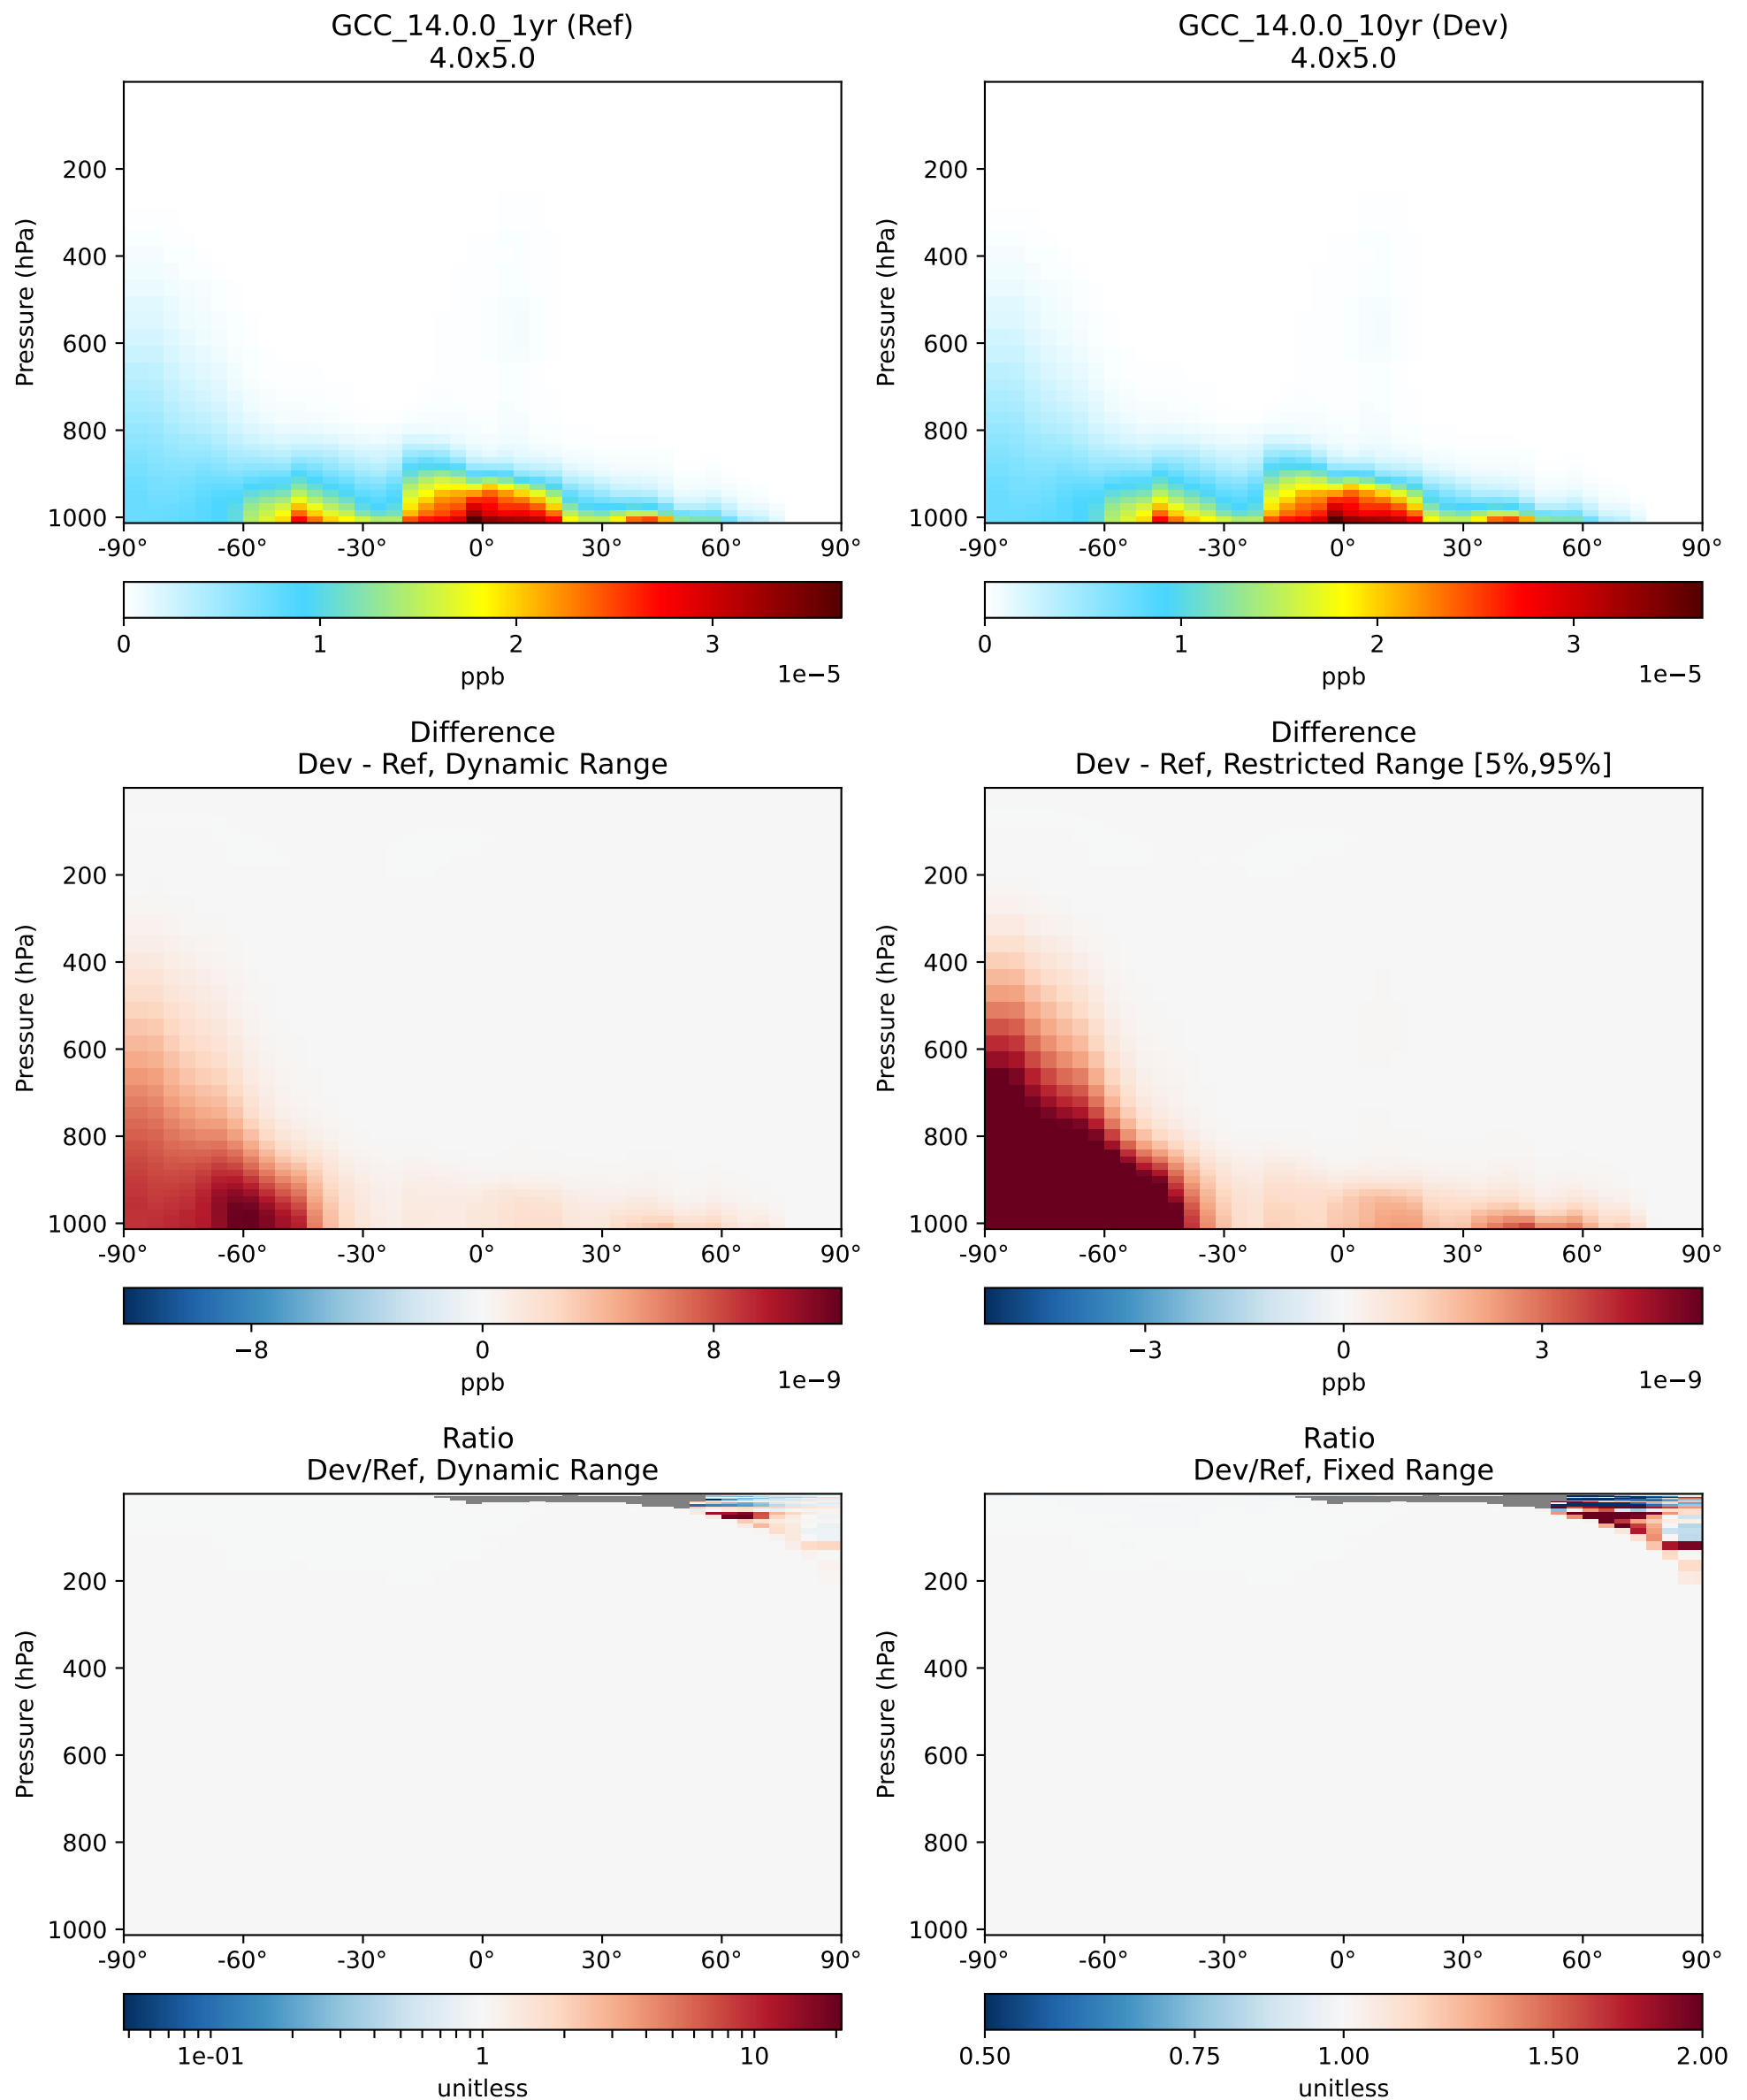 GCC_14.0.0_1yr (Ref)
4.0x5.0
Pressure (hPa)
200
400
600
800
1000
-90° -60° -30° 0° 30° 60° 90°
0 1 2 3
ppb
1e−5
GCC_14.0.0_10yr (Dev)
4.0x5.0
Pressure (hPa)
200
400
600
800
1000
-90° -60° -30° 0° 30° 60° 90°
0 1 2 3
ppb
1e−5
Difference
Dev - Ref, Dynamic Range
Pressure (hPa)
200
400
600
800
1000
-90° -60° -30° 0° 30° 60° 90°
−8 0 8
ppb
1e−9
Difference
Dev - Ref, Restricted Range [5%,95%]
Pressure (hPa)
200
400
600
800
1000
-90° -60° -30° 0° 30° 60° 90°
−3 0 3
ppb
1e−9
Ratio
Dev/Ref, Dynamic Range
Pressure (hPa)
200
400
600
800
1000
-90° -60° -30° 0° 30° 60° 90°
1e-01 1 10
unitless
Ratio
Dev/Ref, Fixed Range
Pressure (hPa)
200
400
600
800
1000
-90° -60° -30° 0° 30° 60° 90°
0.50 0.75 1.00 1.50 2.00
unitless